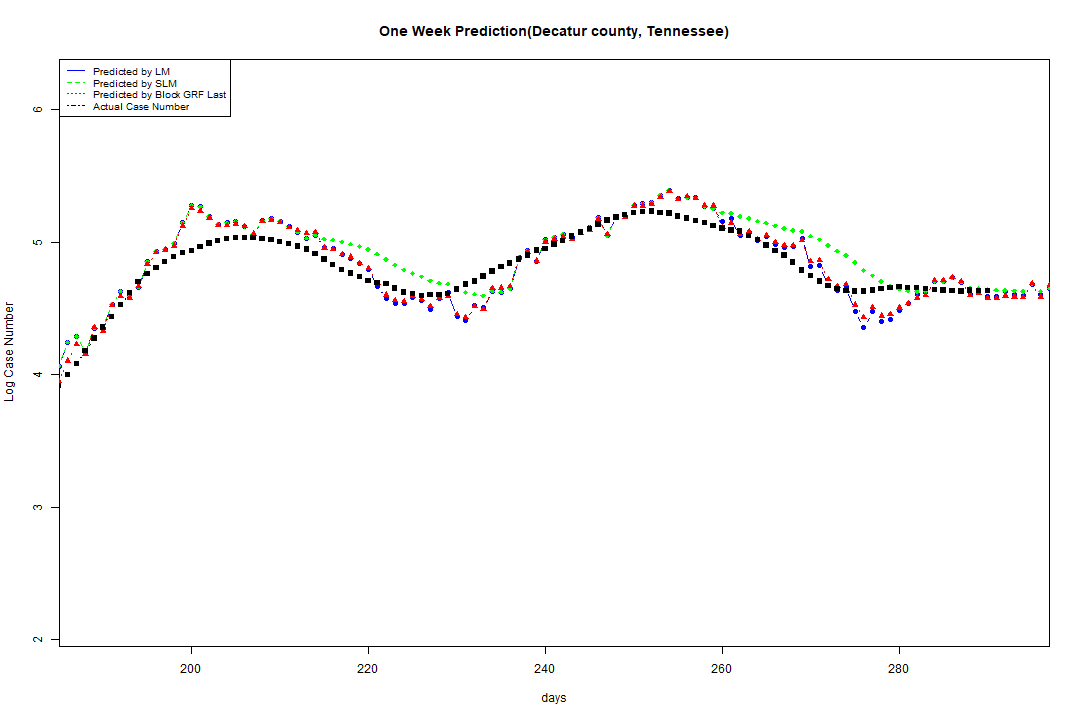 One Week Prediction(Decatur county, Tennessee)
Predicted by LM
Predicted by SLM
Predicted by Block GRF Last
Actual Case Number
6
5
4
3
2
Log Case Number
200 220 240 260 280
days